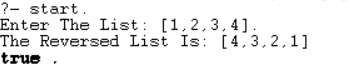 ?- start.
Enter The List: [1,2,3,4].
The Reversed List Is: [4,3,2,1]
true .